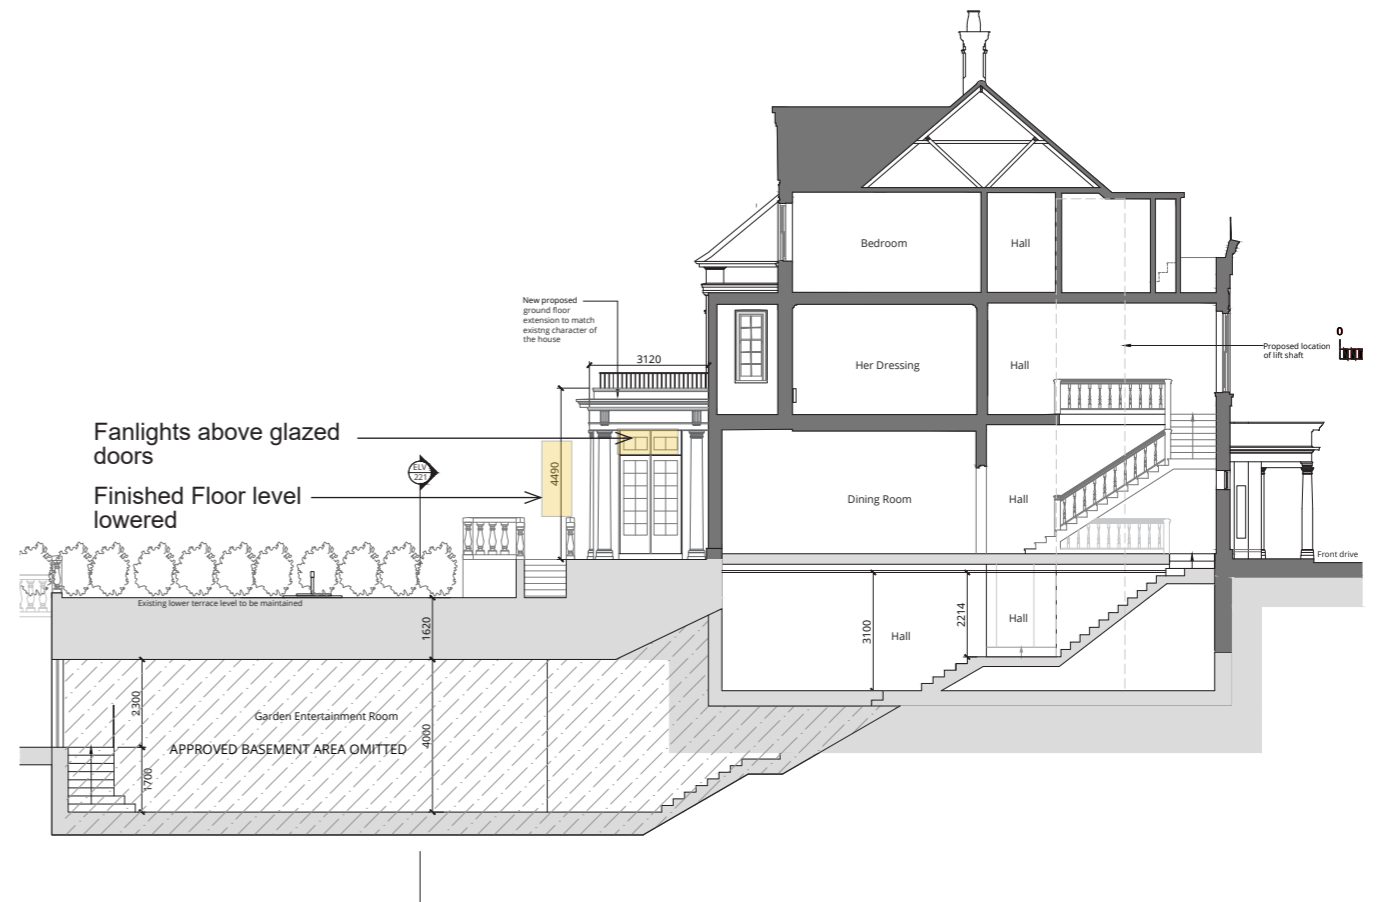 Bedroom
Hall
New proposed
ground floor
extension to match
existng character of
the house
3120
Her Dressing
Hall
Proposed location
of lift shaft
0
Fanlights above glazed
doors
ELV
221
4490
Finished Floor level
lowered
Dining Room
Hall
Front drive
Existing lower terrace level to be maintained
1620
3100
Hall
2214
Hall
2300
Garden Entertainment Room
4000
APPROVED BASEMENT AREA OMITTED
1700